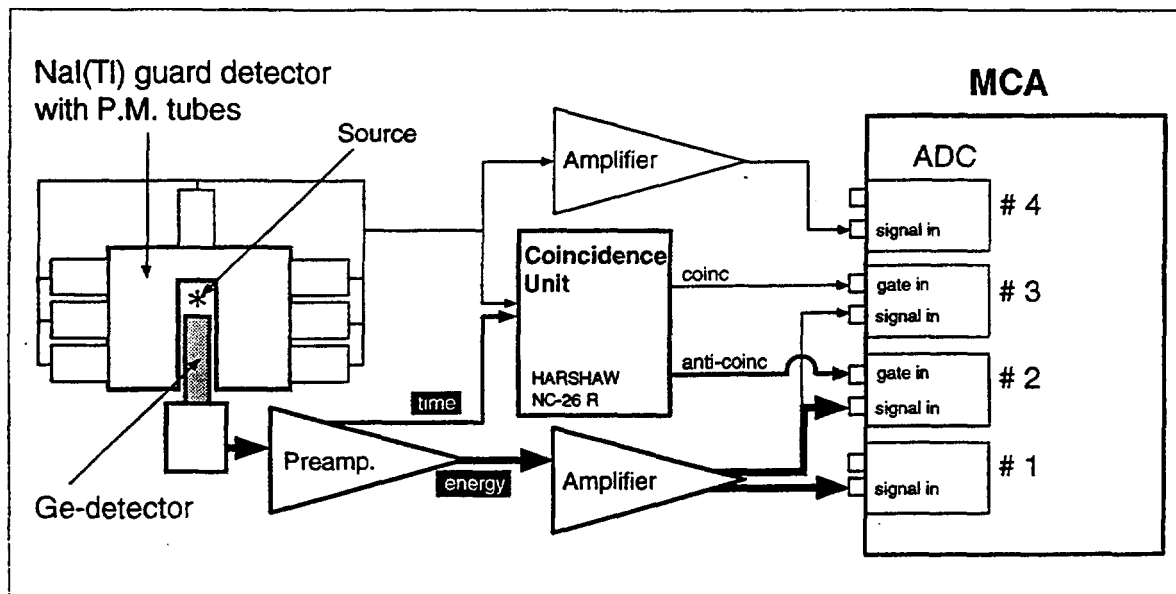 NaI(Tl) guard detector
with P.M. tubes
Source
MCA
Amplifier
ADC
# 4
signal in
Coincidence
Unit
coinc
gate in
# 3
signal in
anti-coinc
gate in
# 2
signal in
HARSHAW
NC-26 R
time
Preamp.
energy
Amplifier
# 1
signal in
Ge-detector
*